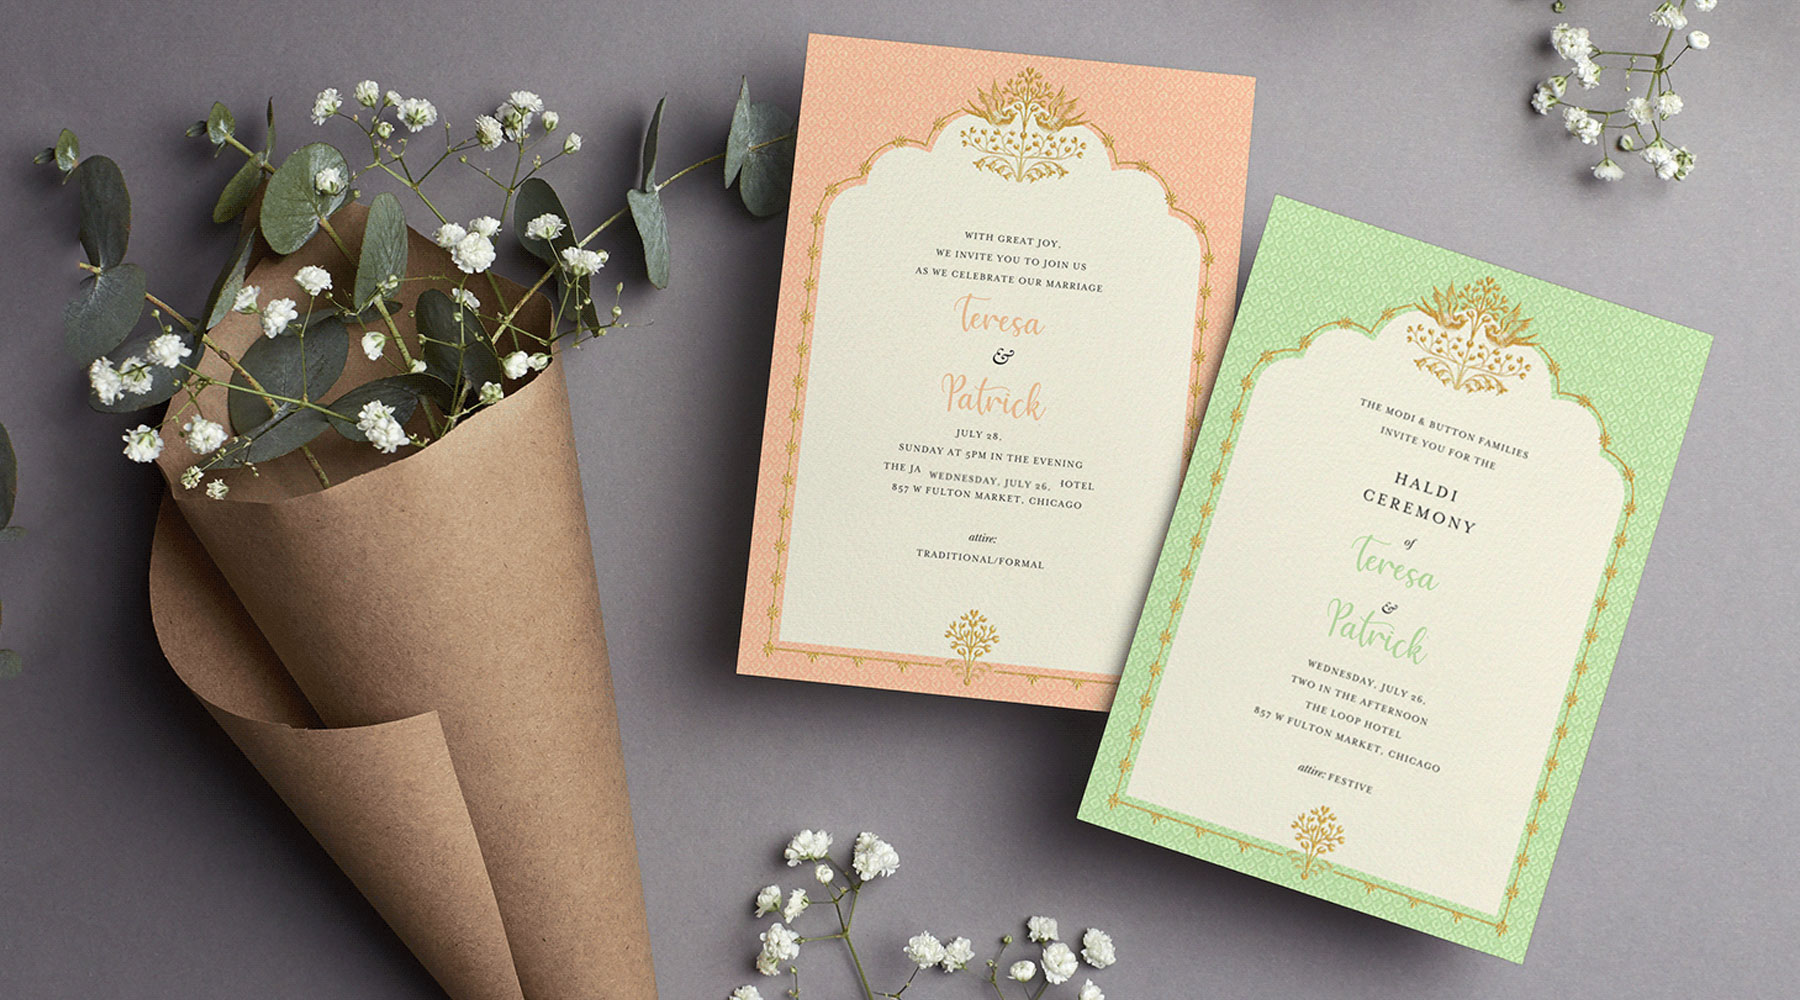 WITH GREAT JOY,
WE INVITE YOU TO JOIN US
AS WE CELEBRATE OUR MARRIAGE
Teresa
&
Patrick
JULY 28,
SUNDAY AT 5PM IN THE EVENING
THE JA WEDNESDAY, JULY 26, HOTEL
857 W FULTON MARKET, CHICAGO
attire:
TRADITIONAL/FORMAL
THE MODI & BUTTON FAMILIES
INVITE YOU FOR THE
HALDI
CEREMONY
of
Teresa
&
Patrick
WEDNESDAY, JULY 26,
TWO IN THE AFTERNOON
THE LOOP HOTEL
857 W FULTON MARKET, CHICAGO
attire: FESTIVE